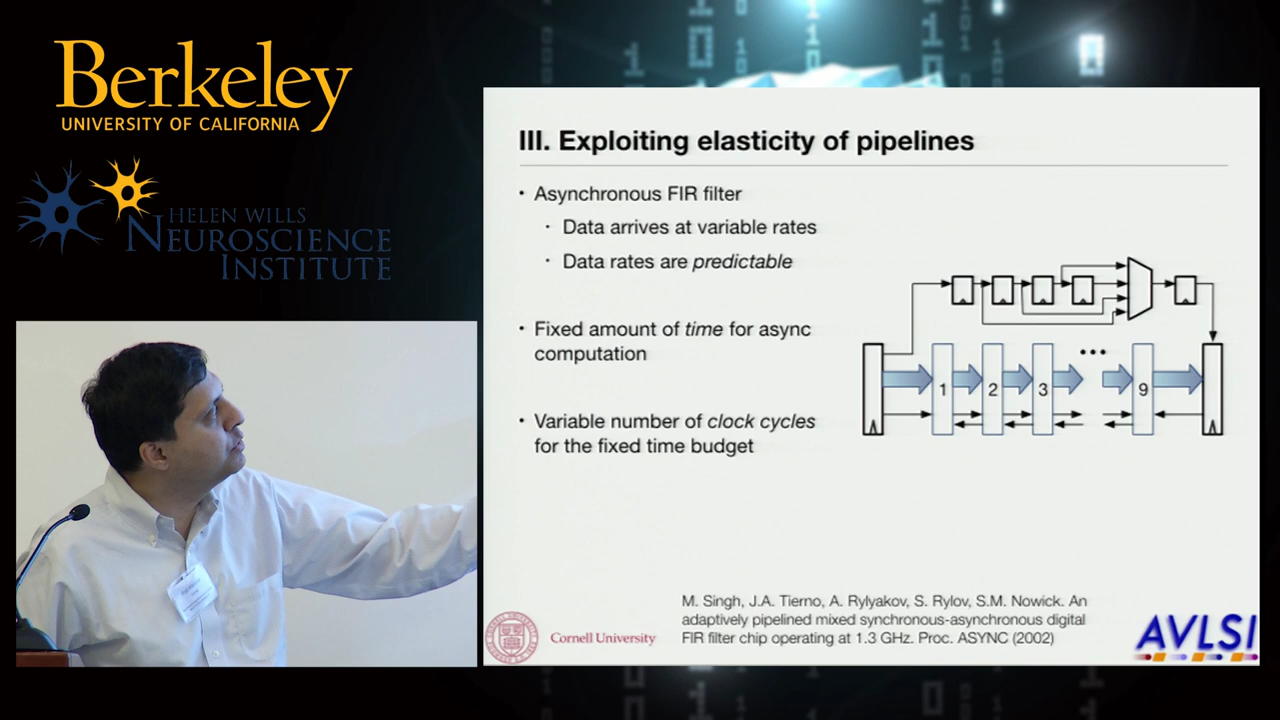 Berkeley
UNIVERSITY OF CALIFORNIA
HELEN WILLS
NEUROSCIENCE
INSTITUTE
III. Exploiting elasticity of pipelines
• Asynchronous FIR filter
· Data arrives at variable rates
· Data rates are predictable
• Fixed amount of time for async
computation
• Variable number of clock cycles
for the fixed time budget
1 2 3 ••• 9
M. Singh, J.A. Tierno, A. Rylyakov, S. Rylov, S.M. Nowick. An
adaptively pipelined mixed synchronous-asynchronous digital
FIR filter chip operating at 1.3 GHz. Proc. ASYNC (2002)
Cornell University
AVLSI